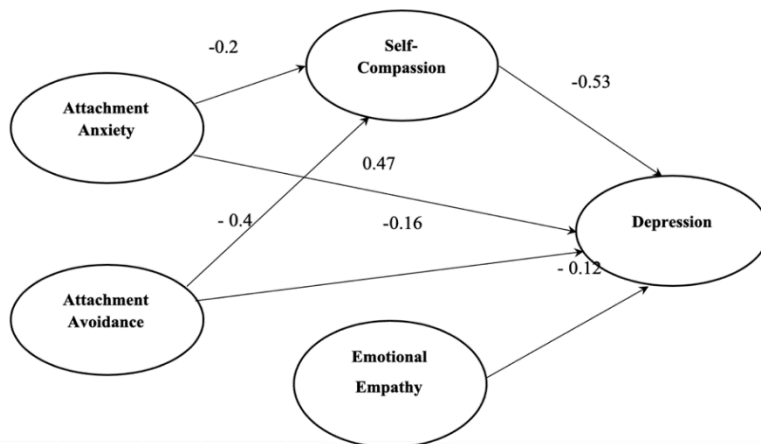 Self-
Compassion
-0.2
-0.53
Attachment
Anxiety
0.47
- 0.4
-0.16
Depression
- 0.12
Attachment
Avoidance
Emotional
Empathy